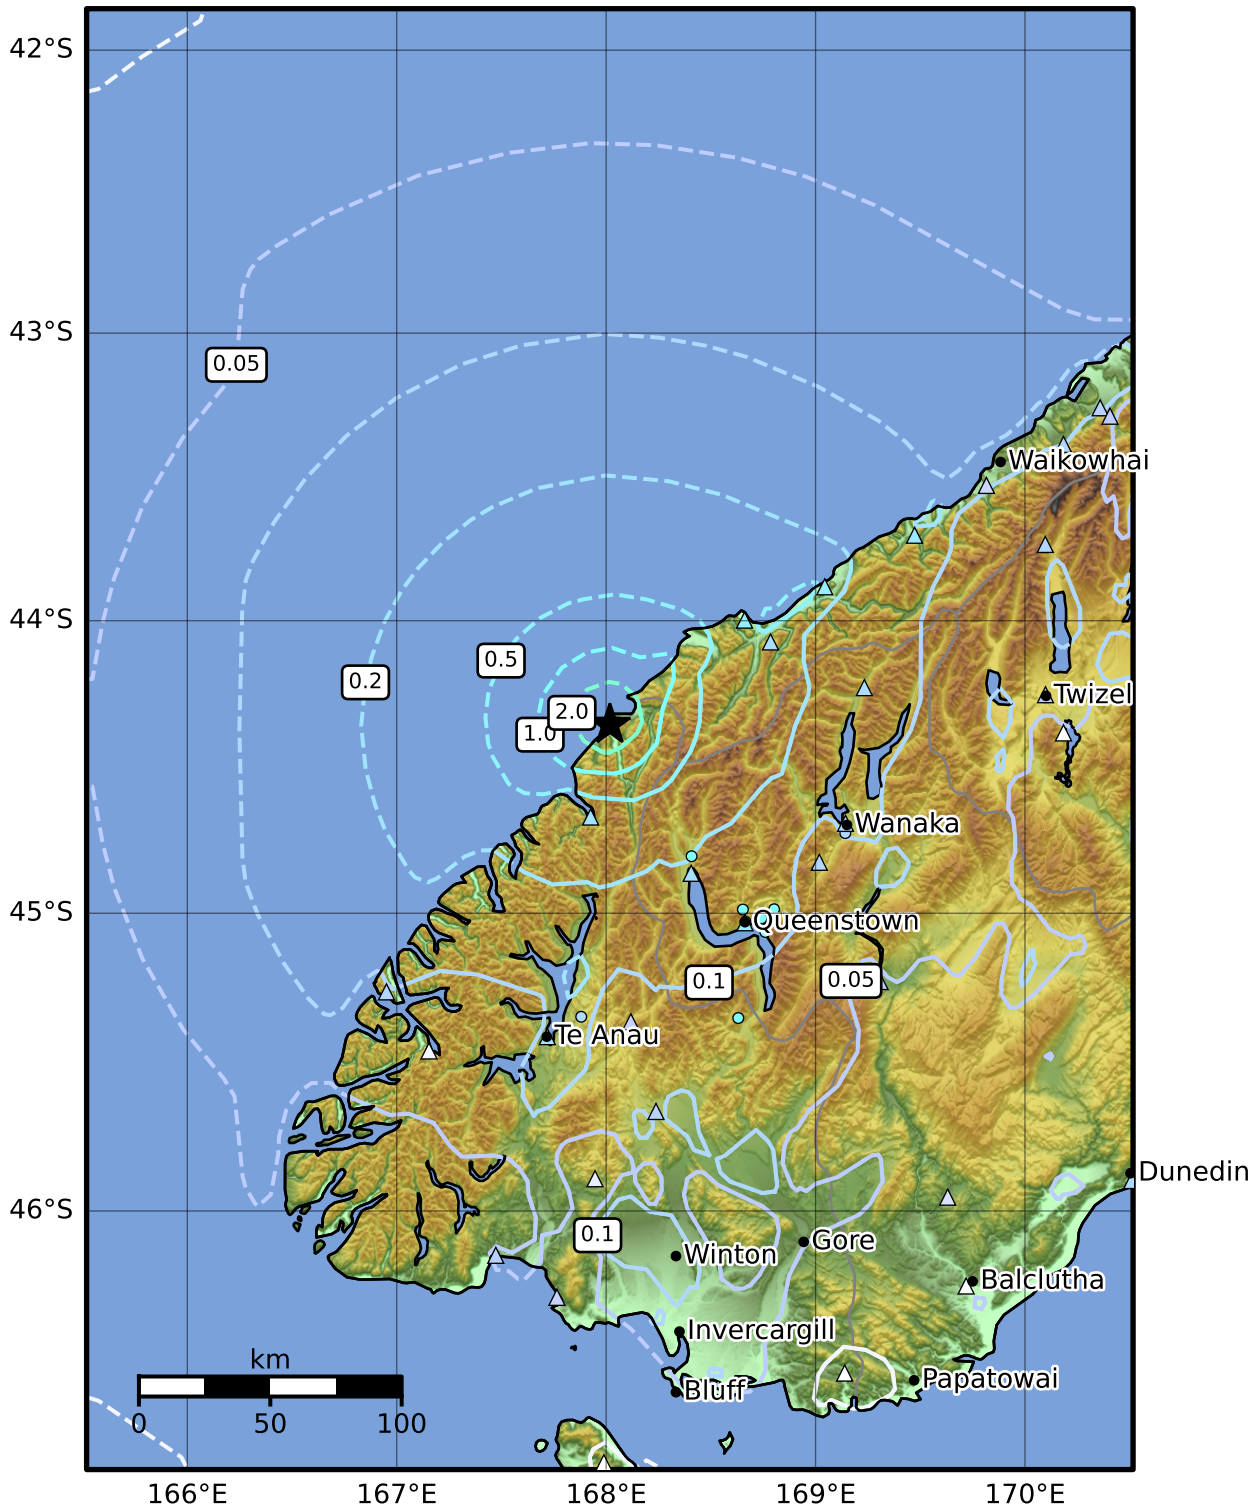 42°S
43°S
0.05
Waikowhai
44°S
0.5
0.2
Twizel
2.0
1.0
Wanaka
45°S
Queenstown
0.1
0.05
Te Anau
Dunedin
46°S
0.1
Winton
Gore
Balclutha
Invercargill
km
Bluff
Papatowai
0
50
100
166°E
167°E
168°E
169°E
170°E